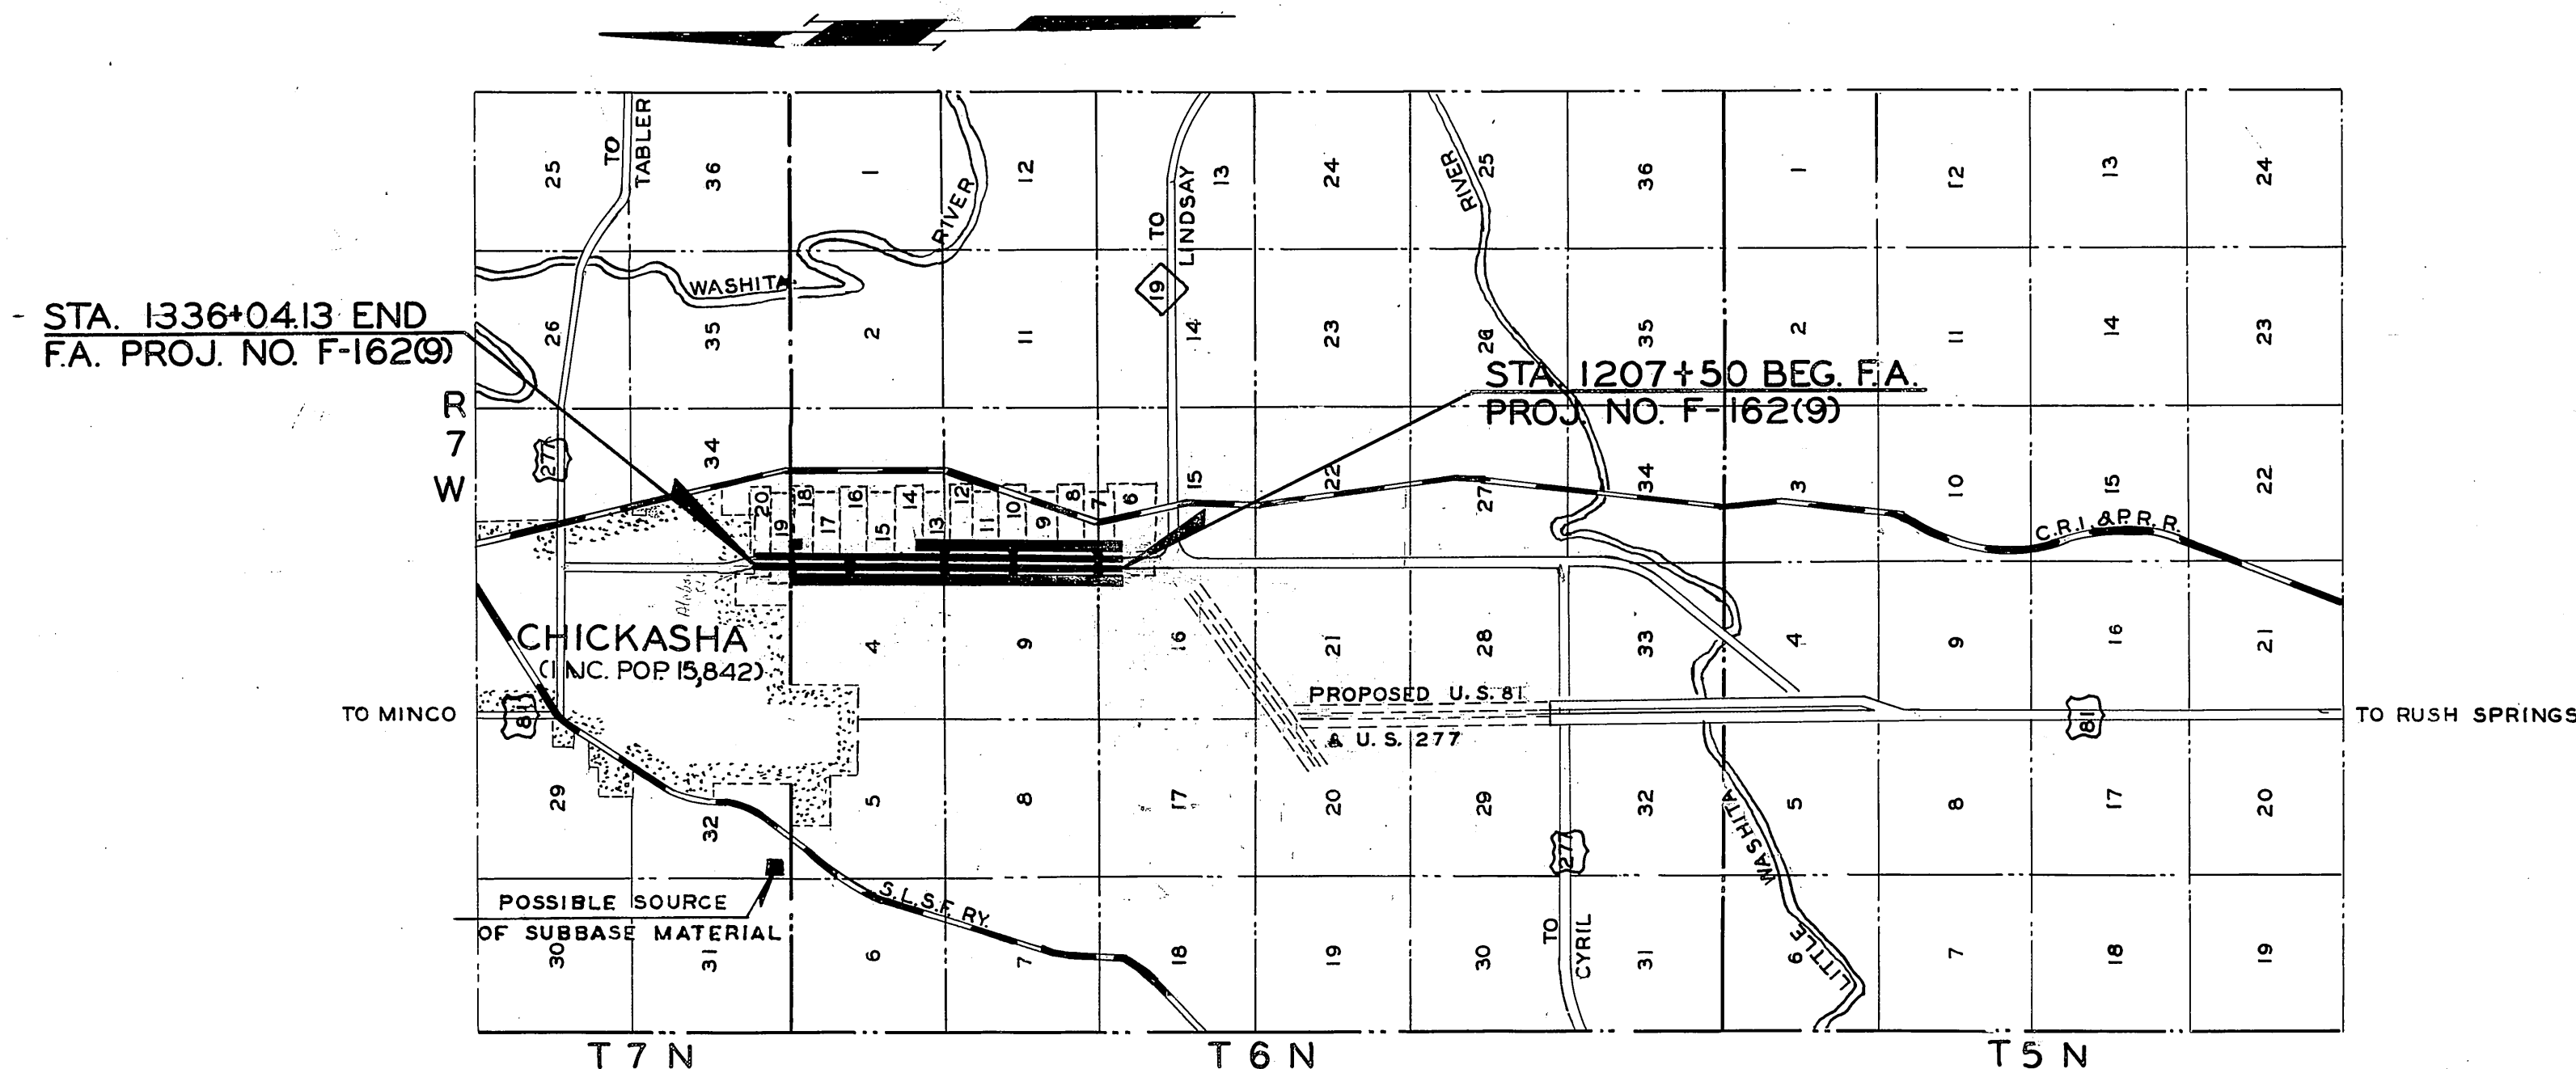 25
TO
TABLER
36
1
RIVER
12
TO
LINDSAY
13
24
RIVER
25
36
1
12
13
24
STA. 1336+04.13 END
F.A. PROJ. NO. F-162(9)
26
35
WASHITA
2
11
19
14
23
26
35
2
11
14
23
STA. 1207+50 BEG. F.A.
PROJ. NO. F-162(9)
R
7
W
277
34
20
19
18
17
16
15
14
13
12
11
10
9
8
7
6
15
22
27
34
3
10
15
22
C.R.I. & P. R. R.
CHICKASHA
(INC. POP. 15,842)
4
9
16
21
28
33
4
9
16
21
TO MINCO
81
PROPOSED U.S. 81
& U.S. 277
81
TO RUSH SPRINGS
29
32
5
8
17
20
29
277
32
WASHITA
5
8
17
20
POSSIBLE SOURCE
OF SUBBASE MATERIAL
S.L.S.F. RY.
30
31
6
7
18
19
30
TO
CYRIL
31
6
LITTLE
7
18
19
T 7 N
T 6 N
T 5 N